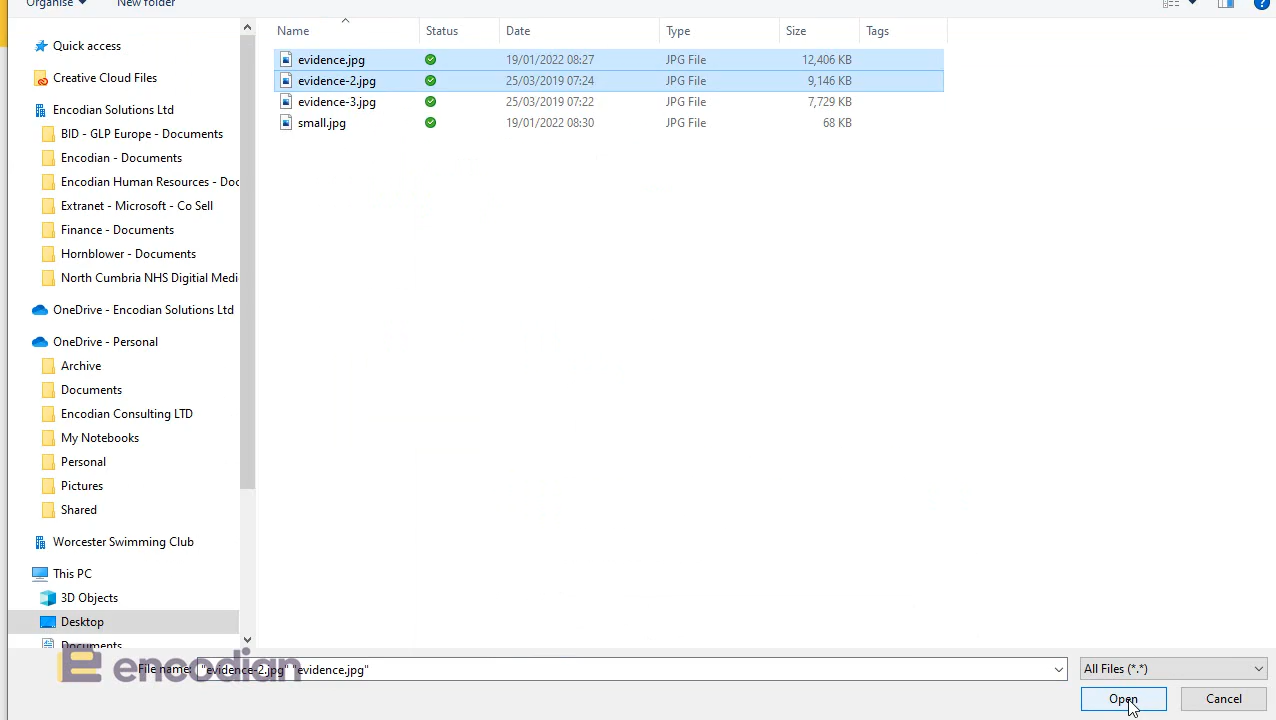 Organise
New folder
Name
Status
Date
Type
Size
Tags
evidence.jpg
19/01/2022 08:27
JPG File
12,406 KB
evidence-2.jpg
25/03/2019 07:24
JPG File
9,146 KB
evidence-3.jpg
25/03/2019 07:22
JPG File
7,729 KB
small.jpg
19/01/2022 08:30
JPG File
68 KB
Quick access
Creative Cloud Files
Encodian Solutions Ltd
BID - GLP Europe - Documents
Encodian - Documents
Encodian Human Resources - Doc
Extranet - Microsoft - Co Sell
Finance - Documents
Hornblower - Documents
North Cumbria NHS Digitial Medi
OneDrive - Encodian Solutions Ltd
OneDrive - Personal
Archive
Documents
Encodian Consulting LTD
My Notebooks
Personal
Pictures
Shared
Worcester Swimming Club
This PC
3D Objects
Desktop
Documents
encodian
File name:
"evidence-2.jpg" "evidence.jpg"
All Files (*.*)
Open
Cancel